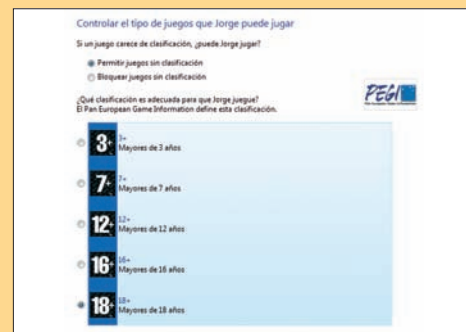 Controlar el tipo de juegos que Jorge puede jugar
Si un juego carece de clasificación, ¿puede Jorge jugar?
Permitir juegos sin clasificación
Bloquear juegos sin clasificación
PEGI
¿Qué clasificación es adecuada para que Jorge juegue?
El Pan European Game Information define esta clasificación.
3+ 3+
Mayores de 3 años
7+ 7+
Mayores de 7 años
12+ 12+
Mayores de 12 años
16+ 16+
Mayores de 16 años
18+ 18+
Mayores de 18 años